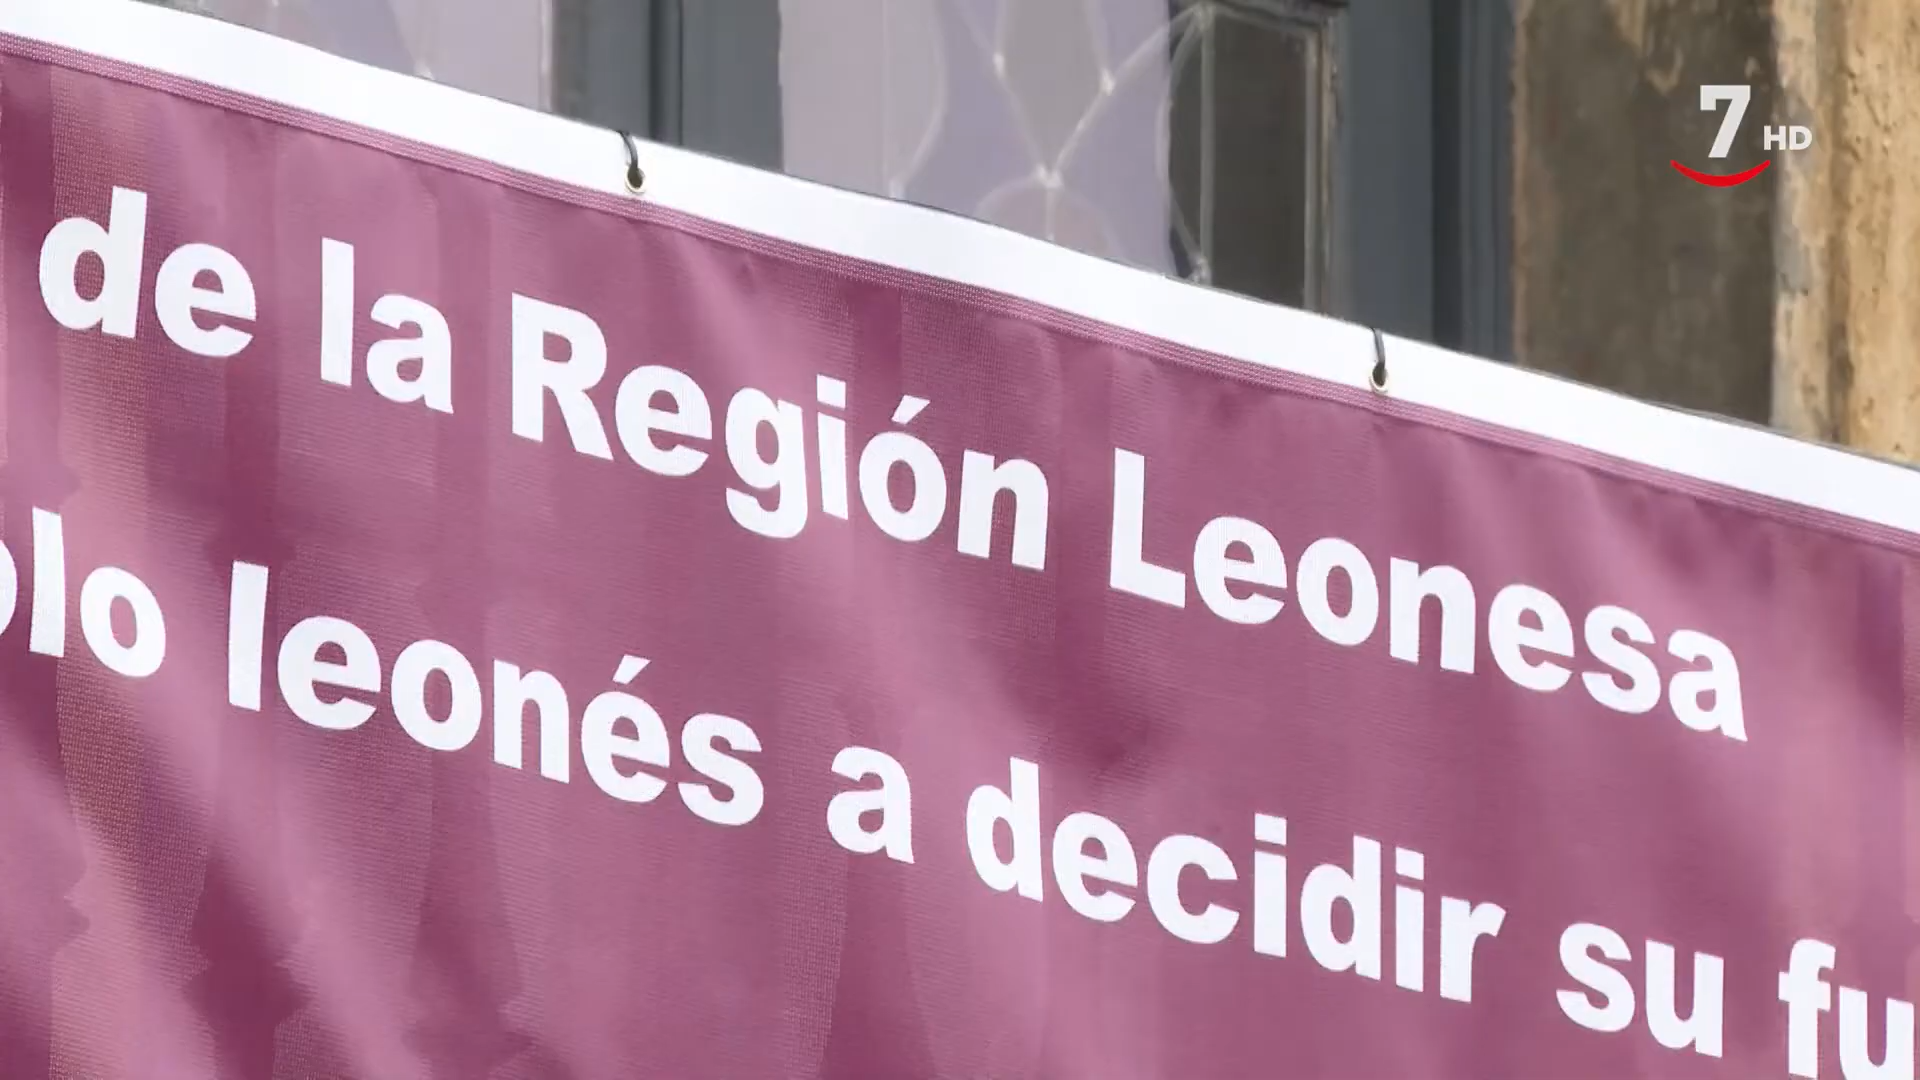 7 HD
de la Región Leonesa
leonés a decidir su